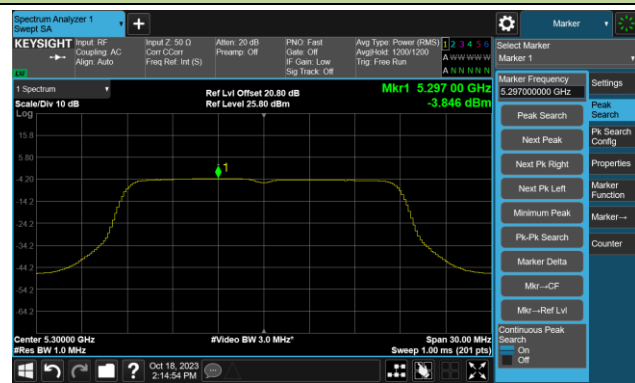 Spectrum Analyzer 1
Swept SA
+
Marker
KEYSIGHT
Input: RF
Coupling: AC
Align: Auto
Input Z: 50 Ω
Corr CCorr
Freq Ref: Int (S)
Atten: 20 dB
Preamp: Off
PNO: Fast
Gate: Off
IF Gain: Low
Sig Track: Off
Avg Type: Power (RMS)
Avg|Hold: 1200/1200
Trig: Free Run
1 2 3 4 5 6
A W W W W W
A N N N N N
LXI
1 Spectrum
Scale/Div 10 dB
Log
Ref Lvl Offset 20.80 dB
Ref Level 25.80 dBm
Mkr1 5.297 00 GHz
-3.846 dBm
15.8
5.80
-4.20
-14.2
-24.2
-34.2
-44.2
-54.2
-64.2
1
Center 5.30000 GHz
#Res BW 1.0 MHz
#Video BW 3.0 MHz*
Span 30.00 MHz
Sweep 1.00 ms (201 pts)
Oct 18, 2023
2:14:54 PM
?
Select Marker
Marker 1
Marker Frequency
5.297000000 GHz
Peak Search
Next Peak
Next Pk Right
Next Pk Left
Minimum Peak
Pk-Pk Search
Marker Delta
Mkr→CF
Mkr→Ref Lvl
Continuous Peak
Search
On
Off
Settings
Peak
Search
Pk Search
Config
Properties
Marker
Function
Marker→
Counter